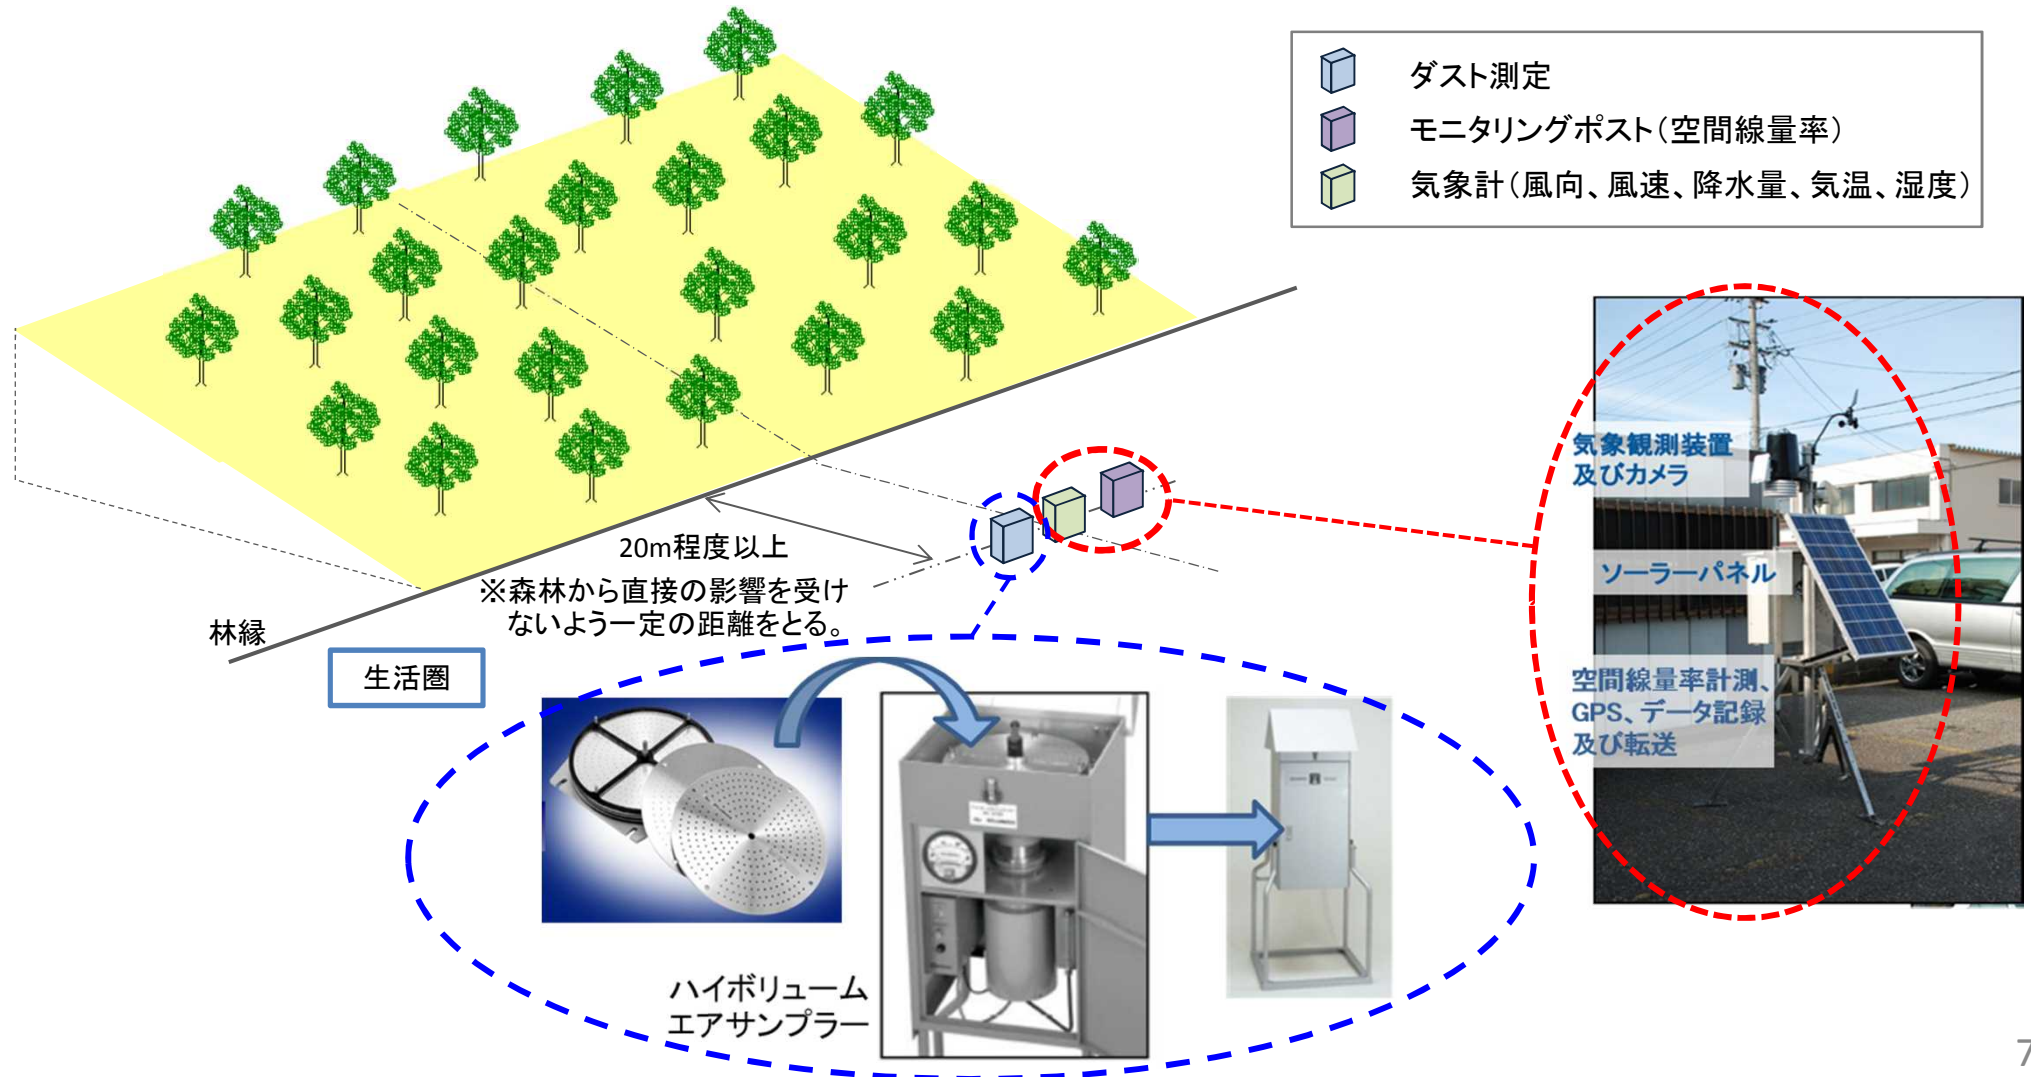 ダスト測定
モニタリングポスト(空間線量率)
気象計(風向、風速、降水量、気温、湿度)
20m程度以上
※森林から直接の影響を受け
ないよう一定の距離をとる。
林縁
生活圏
気象観測装置
及びカメラ
ソーラーパネル
空間線量率計測、
GPS、データ記録
及び転送
ハイボリューム
エアサンプラー
7